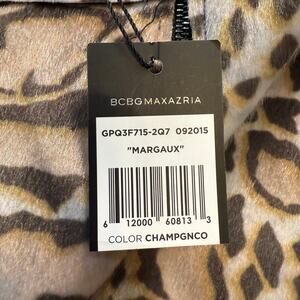 BCBGMAXAZRIA
GPQ3F715-2Q7 092015
"MARGAUX"
6 12000 60813 3
COLOR CHAMPGNCO